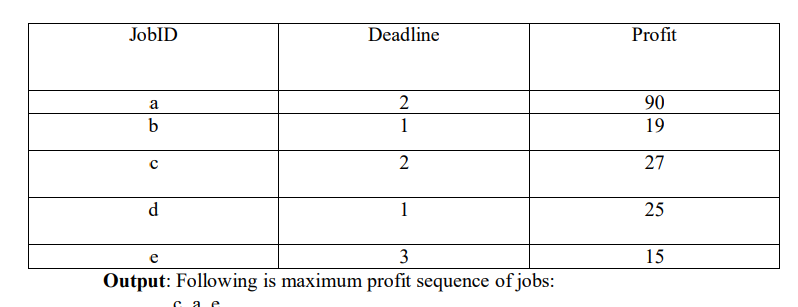 JobID Deadline Profit
a 2 90
b 1 19
c 2 27
d 1 25
e 3 15
Output: Following is maximum profit sequence of jobs:
c, a, e